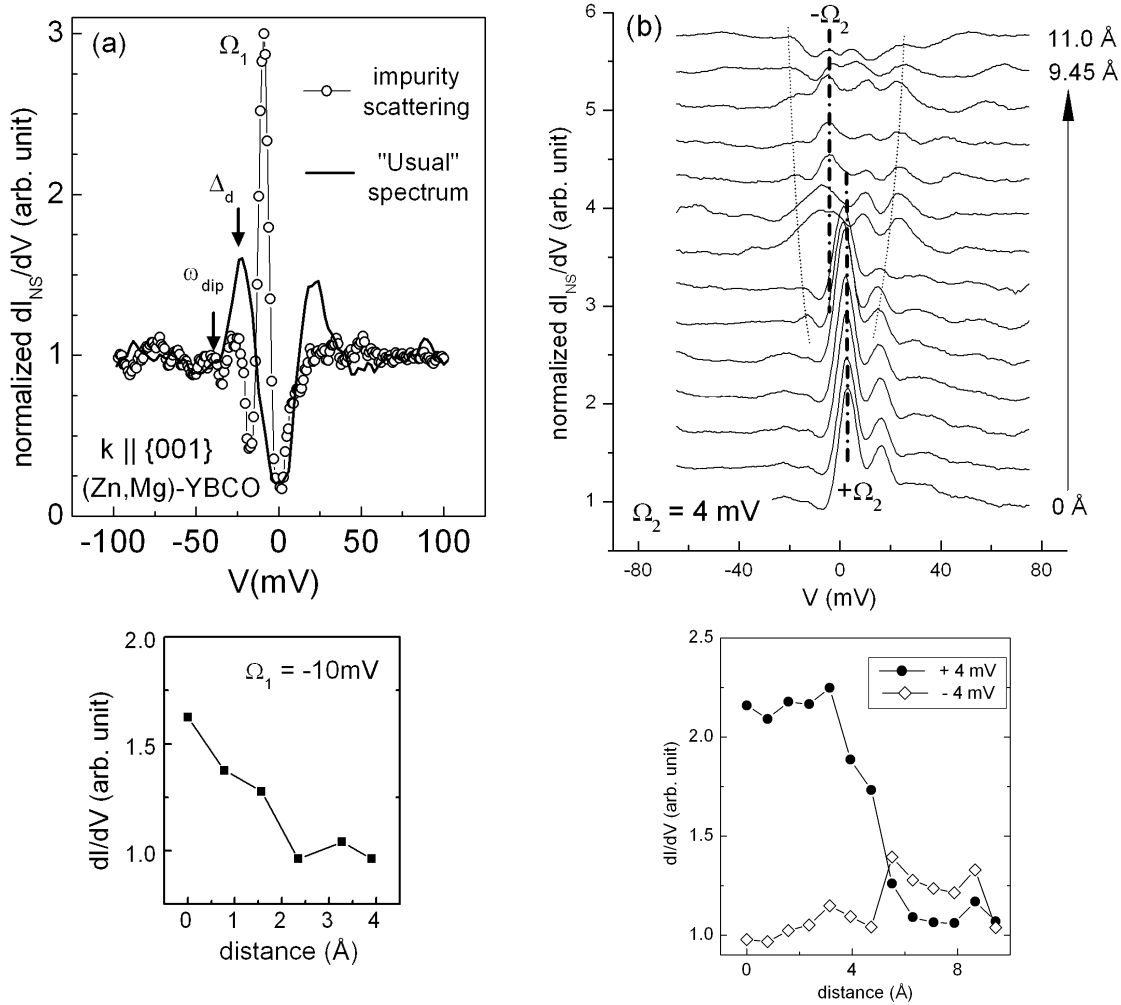 (a)
Ω1
impurity
scattering
"Usual"
spectrum
Δd
ωdip
k || {001}
(Zn,Mg)-YBCO
3
2
1
0
normalized dINS/dV (arb. unit)
-100 -50 0 50 100
V(mV)
(b)
-Ω2
11.0 Å
9.45 Å
0 Å
+Ω2
Ω2 = 4 mV
6
5
4
3
2
1
normalized dINS/dV (arb. unit)
-80 -40 0 40 80
V (mV)
Ω1 = -10mV
2.0
1.5
1.0
dI/dV (arb. unit)
0 1 2 3 4
distance (Å)
+ 4 mV
- 4 mV
2.5
2.0
1.5
1.0
dI/dV (arb. unit)
0 4 8
distance (Å)